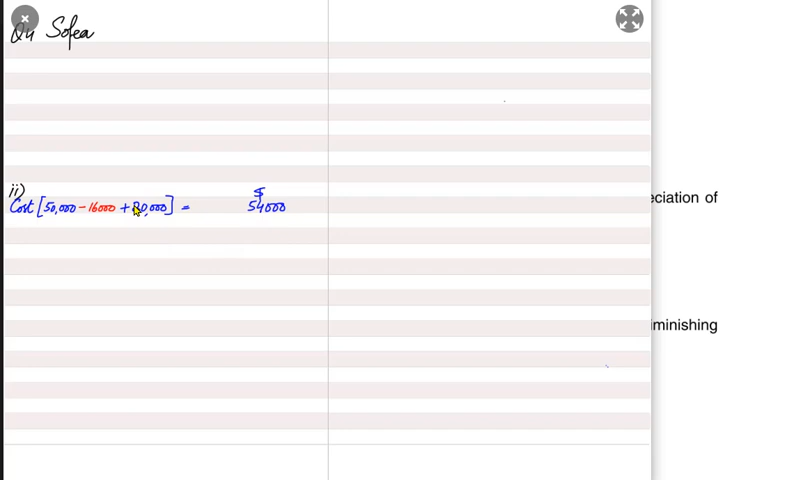 Q4 Sofea
ii)
$
Cost [50,000 - 16000 + 20,000] = 54000
eciation of
iminishing